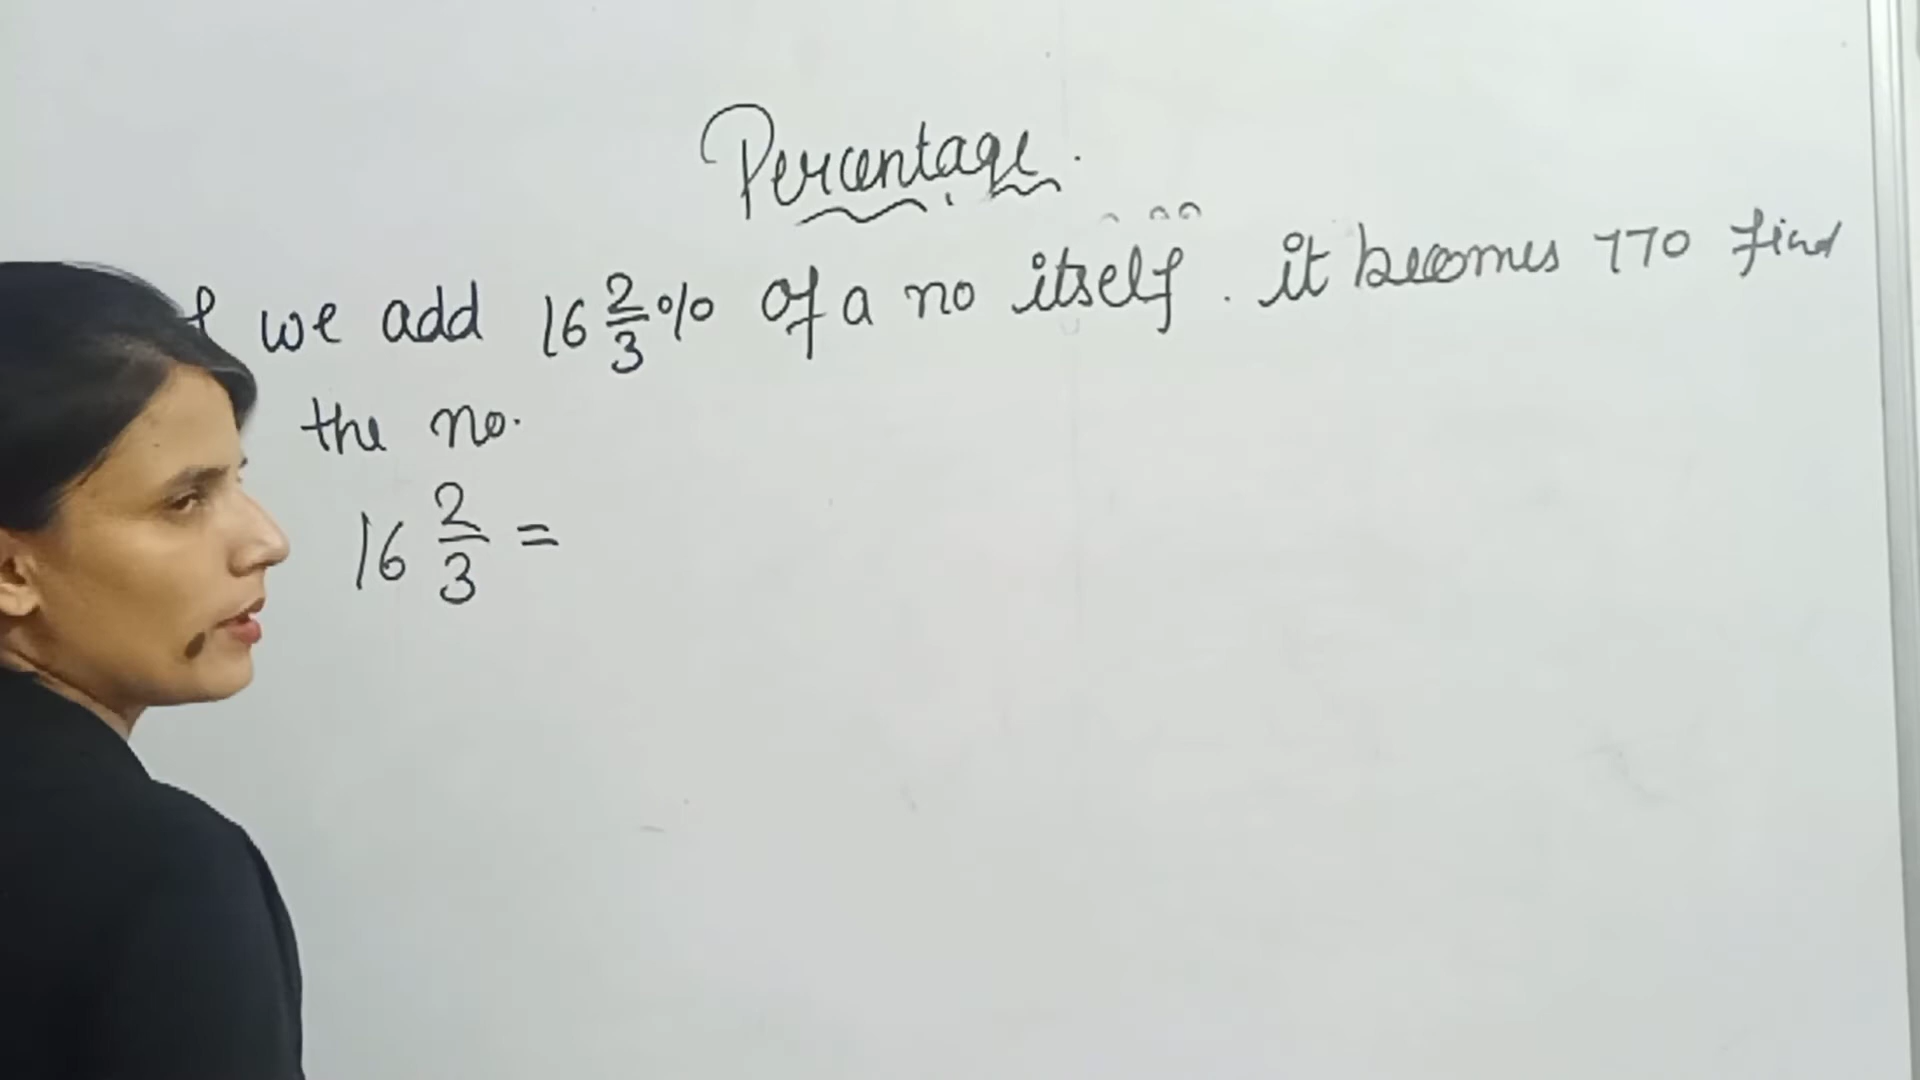 Percentage.
we add 16 2/3% of a no itself. it becomes 770 find
the no.
16 2/3 =